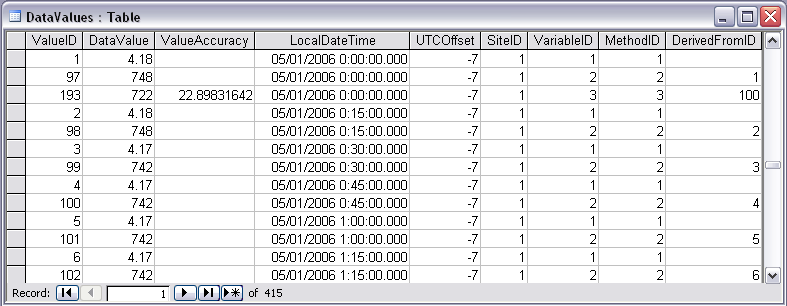 DataValues : Table
ValueID DataValue ValueAccuracy LocalDateTime UTCOffset SiteID VariableID MethodID DerivedFromID
1 4.18 05/01/2006 0:00:00.000 -7 1 1 1
97 748 05/01/2006 0:00:00.000 -7 1 2 2 1
193 722 22.89831642 05/01/2006 0:00:00.000 -7 1 3 3 100
2 4.18 05/01/2006 0:15:00.000 -7 1 1 1
98 748 05/01/2006 0:15:00.000 -7 1 2 2 2
3 4.17 05/01/2006 0:30:00.000 -7 1 1 1
99 742 05/01/2006 0:30:00.000 -7 1 2 2 3
4 4.17 05/01/2006 0:45:00.000 -7 1 1 1
100 742 05/01/2006 0:45:00.000 -7 1 2 2 4
5 4.17 05/01/2006 1:00:00.000 -7 1 1 1
101 742 05/01/2006 1:00:00.000 -7 1 2 2 5
6 4.17 05/01/2006 1:15:00.000 -7 1 1 1
102 742 05/01/2006 1:15:00.000 -7 1 2 2 6
Record: 1 of 415